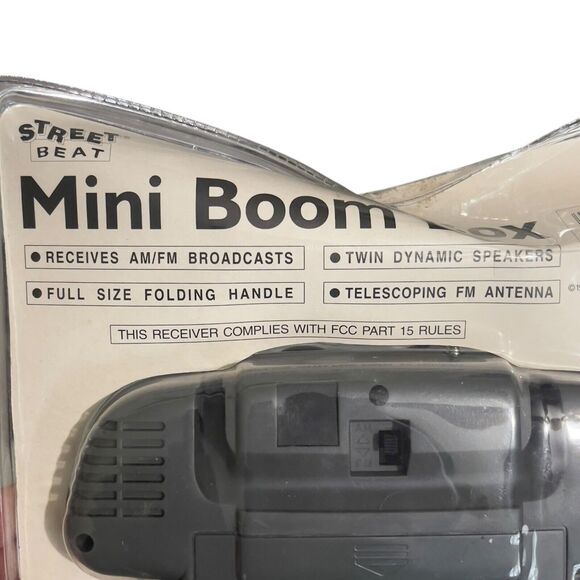 STREET
BEAT
Mini Boom Box
• RECEIVES AM/FM BROADCASTS
• TWIN DYNAMIC SPEAKERS
• FULL SIZE FOLDING HANDLE
• TELESCOPING FM ANTENNA
THIS RECEIVER COMPLIES WITH FCC PART 15 RULES